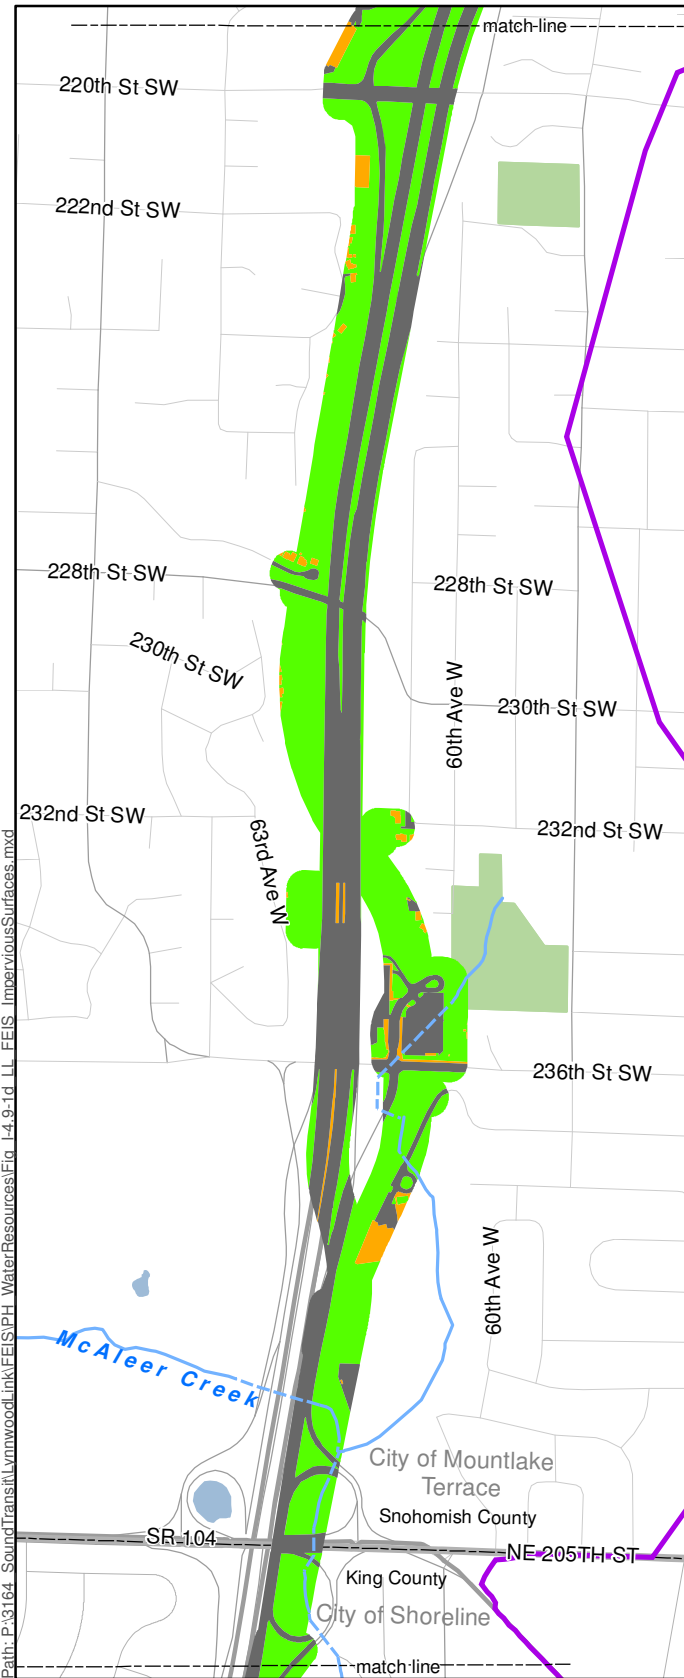 match line
220th St SW
222nd St SW
228th St SW
228th St SW
230th St SW
60th Ave W
230th St SW
232nd St SW
63rd Ave W
232nd St SW
236th St SW
60th Ave W
McAleer Creek
City of Mountlake
Terrace
Snohomish County
SR 104
NE 205TH ST
King County
City of Shoreline
match line
Path: P:\3164_SoundTransit\LynnwoodLink\FEIS\PH_WaterResources\Fig_I-4.9-1d_LL_FEIS_ImperviousSurfaces.mxd